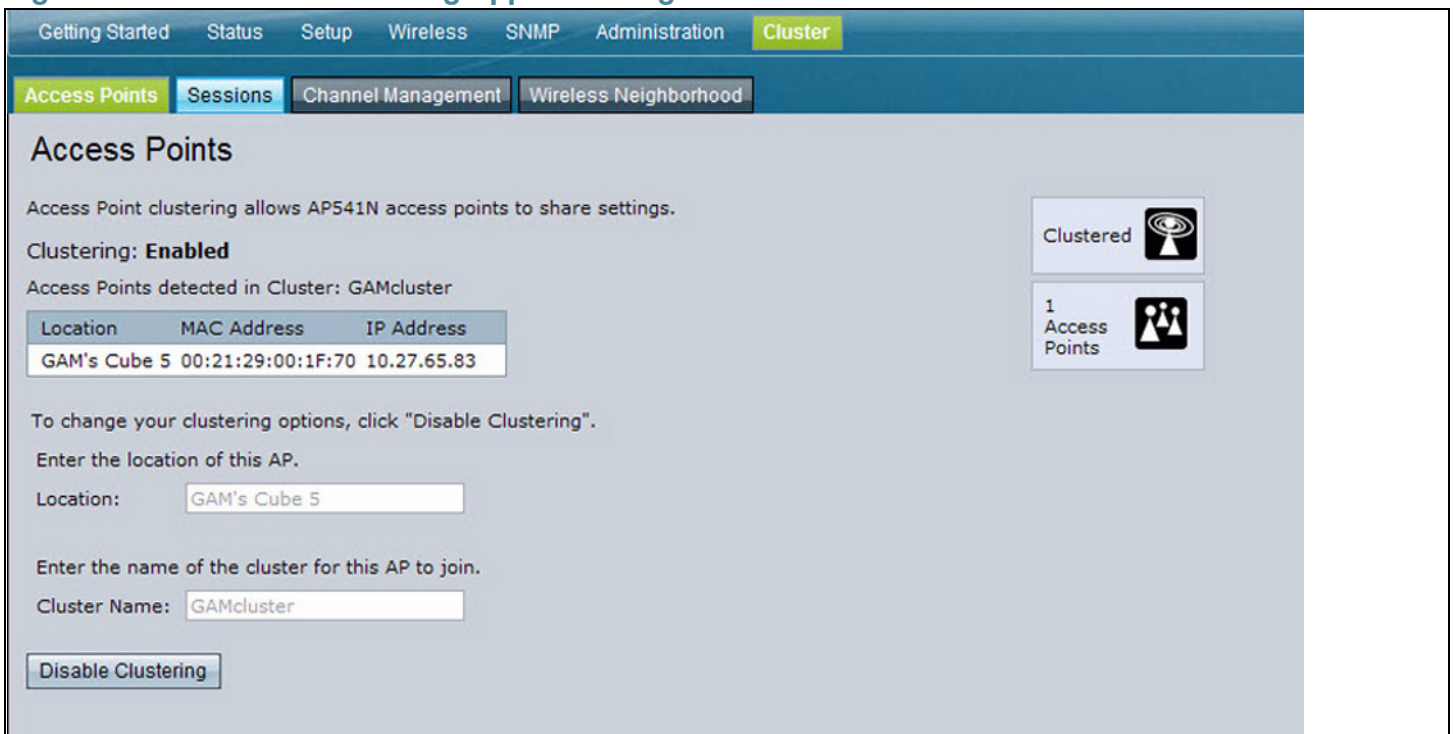 Getting Started Status Setup Wireless SNMP Administration Cluster
Access Points Sessions Channel Management Wireless Neighborhood
Access Points
Access Point clustering allows AP541N access points to share settings.
Clustered
Clustering: Enabled
Access Points detected in Cluster: GAMcluster
1
Access
Points
Location MAC Address IP Address
GAM's Cube 5 00:21:29:00:1F:70 10.27.65.83
To change your clustering options, click "Disable Clustering".
Enter the location of this AP.
Location: GAM's Cube 5
Enter the name of the cluster for this AP to join.
Cluster Name: GAMcluster
Disable Clustering